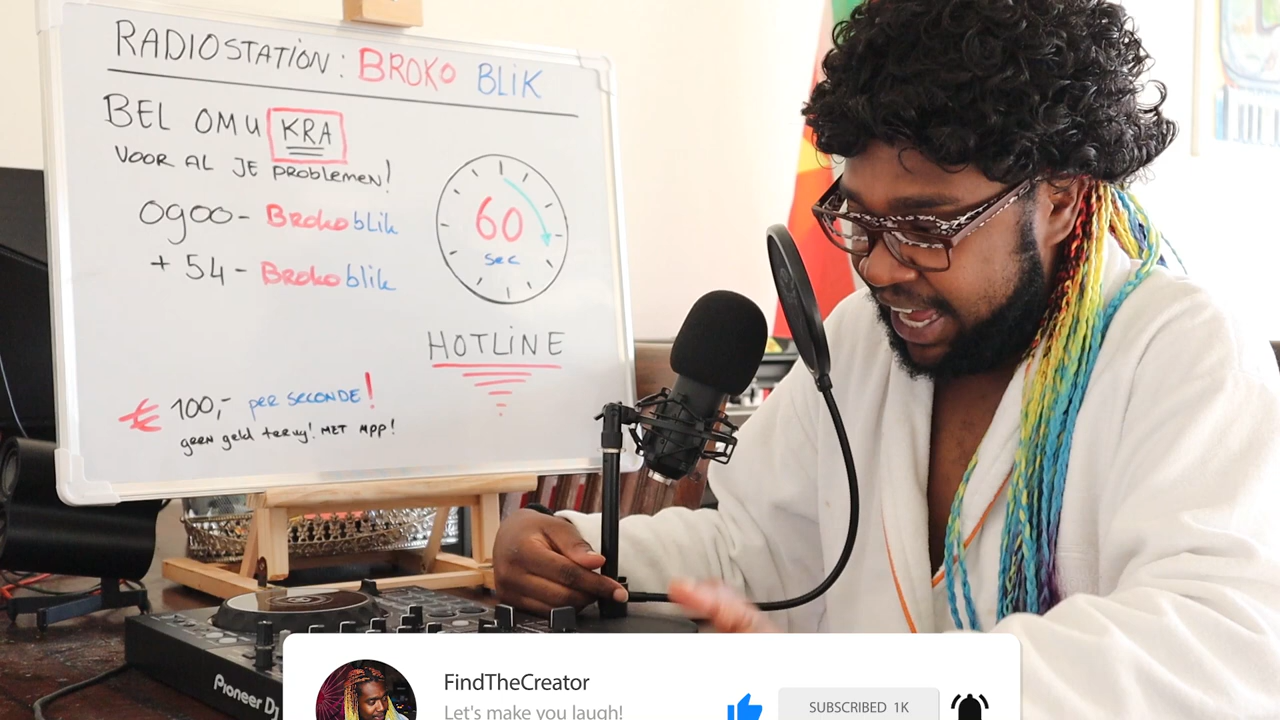 RADIOSTATION: BROKO BLIK
BEL OMU KRA
VOOR AL JE PROBLEMEN!
0900- Brokoblik
+ 54- Brokoblik
60
sec
HOTLINE
€ 100,- PER SECONDE!
geen geld terug! MET MPP!
Pioneer DJ
FindTheCreator
Let's make you laugh!
SUBSCRIBED 1K